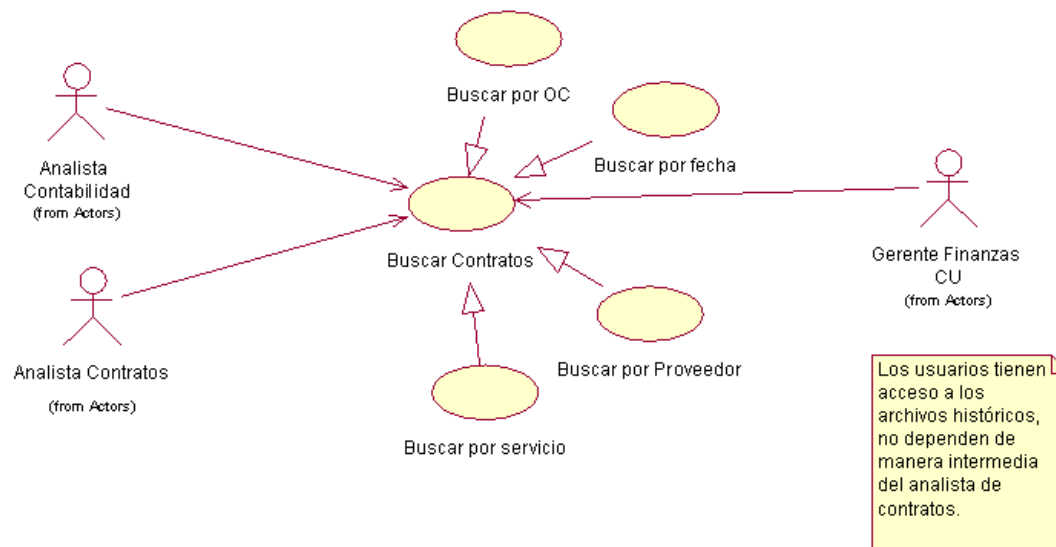 Buscar por OC
Buscar por fecha
Analista
Contabilidad
(from Actors)
Buscar Contratos
Gerente Finanzas
CU
(from Actors)
Analista Contratos
(from Actors)
Buscar por Proveedor
Buscar por servicio
Los usuarios tienen
acceso a los
archivos históricos,
no dependen de
manera intermedia
del analista de
contratos.